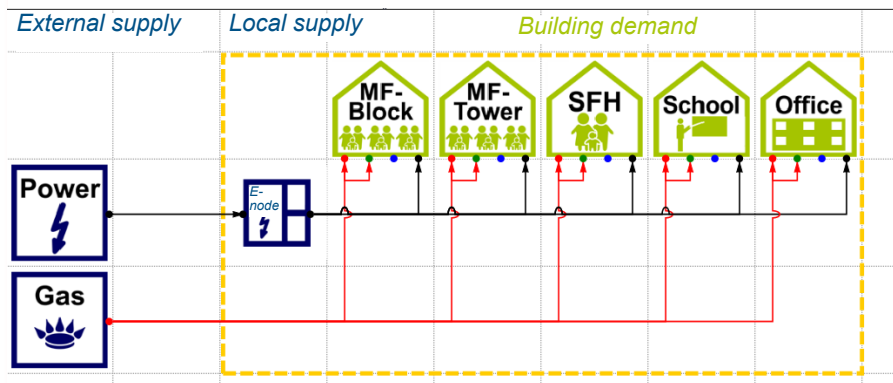 External supply
Local supply
Building demand
MF-
Block
MF-
Tower
SFH
School
Office
Power
E-
node
Gas